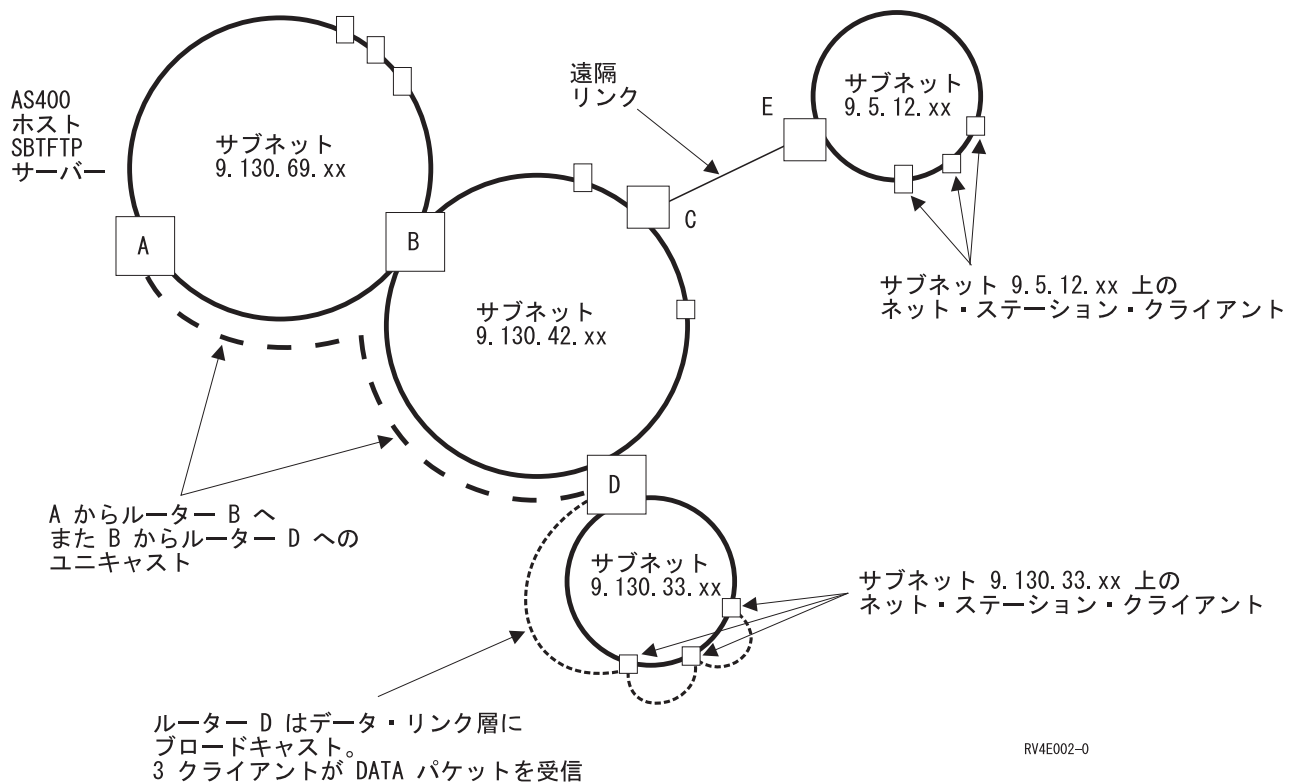 AS400
ホスト
SBTFTP
サーバー
サブネット
9.130.69.xx
A
B
遠隔
リンク
E
サブネット
9.5.12.xx
C
サブネット 9.5.12.xx 上の
ネット・ステーション・クライアント
サブネット
9.130.42.xx
D
A からルーター B へ
また B からルーター D への
ユニキャスト
サブネット
9.130.33.xx
サブネット 9.130.33.xx 上の
ネット・ステーション・クライアント
ルーター D はデータ・リンク層に
ブロードキャスト。
3 クライアントが DATA パケットを受信
RV4E002-0